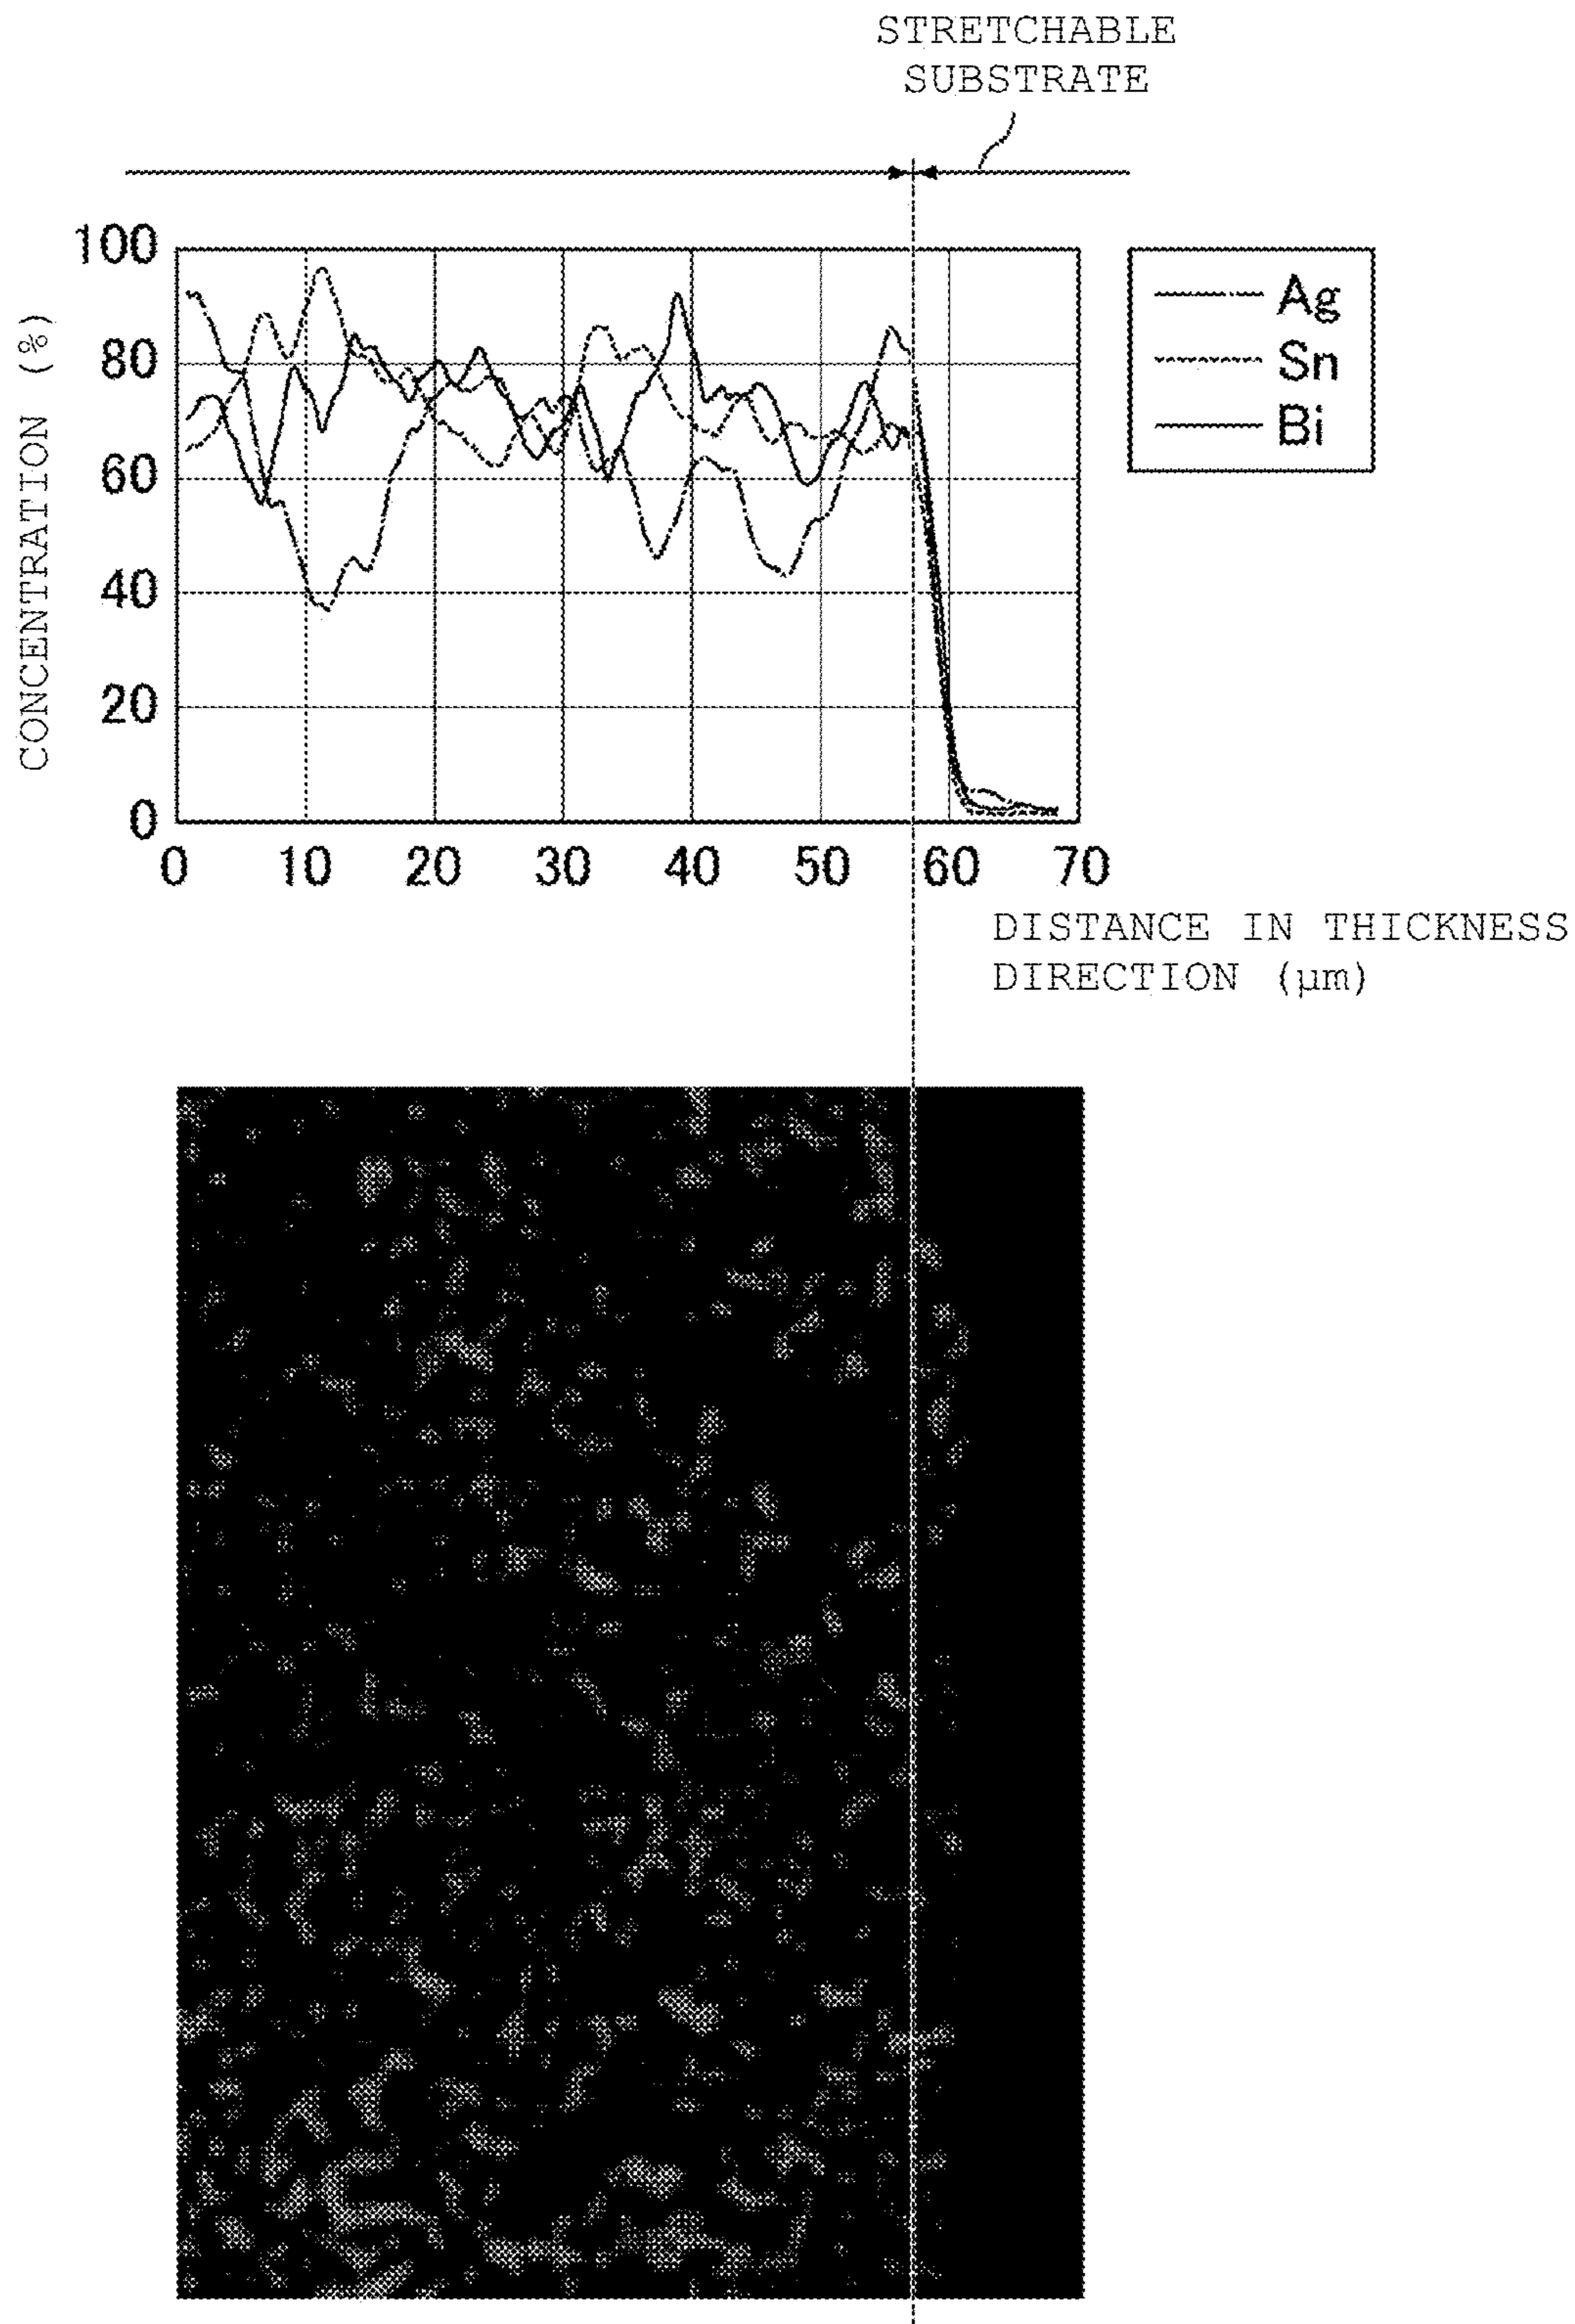 STRETCHABLE
SUBSTRATE
CONCENTRATION (%)
100
80
60
40
20
0
0 10 20 30 40 50 60 70
Ag
Sn
Bi
DISTANCE IN THICKNESS
DIRECTION (µm)